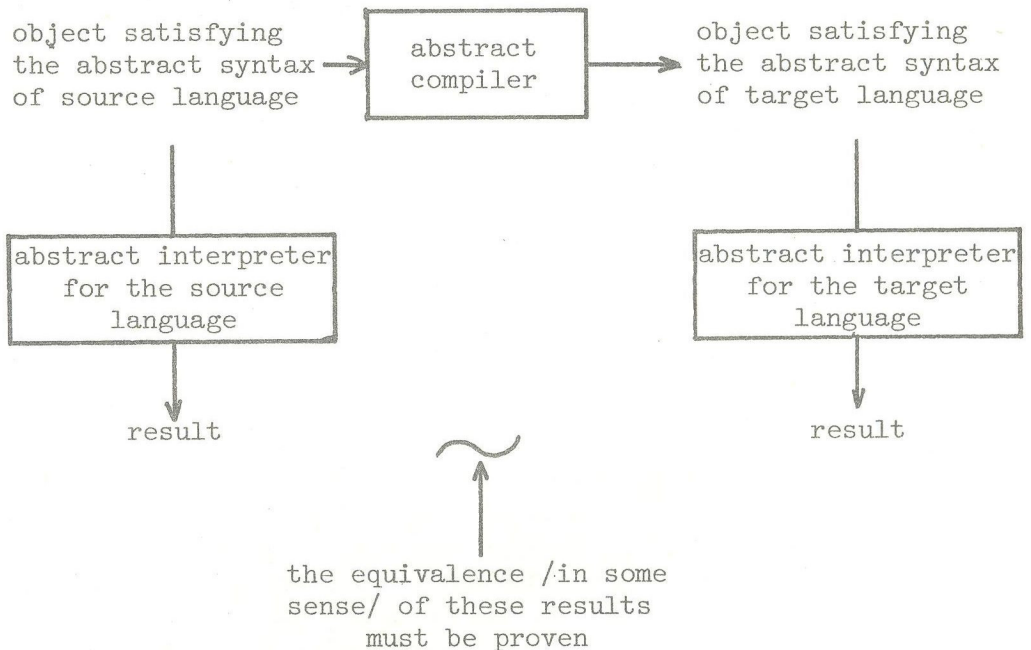 object satisfying
the abstract syntax
of source language
abstract
compiler
object satisfying
the abstract syntax
of target language
abstract interpreter
for the source
language
abstract interpreter
for the target
language
result
result
the equivalence /in some
sense/ of these results
must be proven